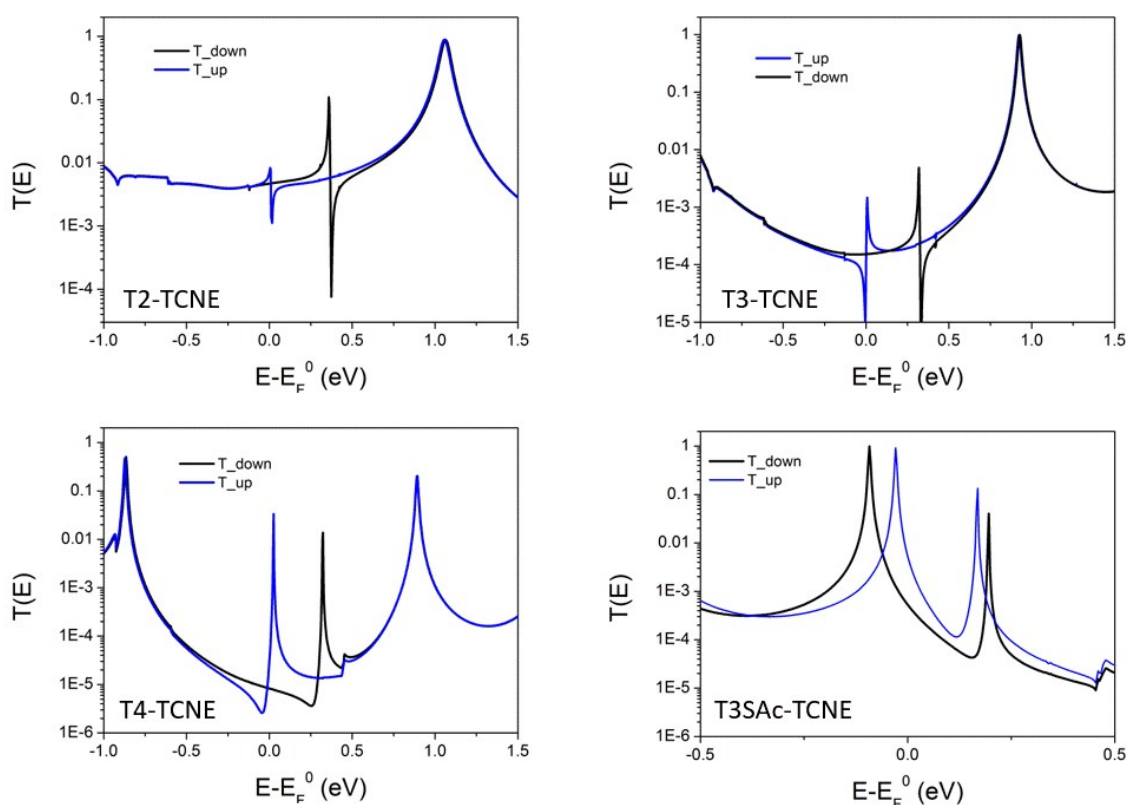 T_down
T_up
1
0.1
0.01
1E-3
1E-4
T(E)
T2-TCNE
-1.0 -0.5 0.0 0.5 1.0 1.5
E-E_F^0 (eV)
T_up
T_down
1
0.1
0.01
1E-3
1E-4
1E-5
T(E)
T3-TCNE
-1.0 -0.5 0.0 0.5 1.0 1.5
E-E_F^0 (eV)
T_down
T_up
1
0.1
0.01
1E-3
1E-4
1E-5
1E-6
T(E)
T4-TCNE
-1.0 -0.5 0.0 0.5 1.0 1.5
E-E_F^0 (eV)
T_down
T_up
1
0.1
0.01
1E-3
1E-4
1E-5
1E-6
T(E)
T3SAc-TCNE
-0.5 0.0 0.5
E-E_F^0 (eV)